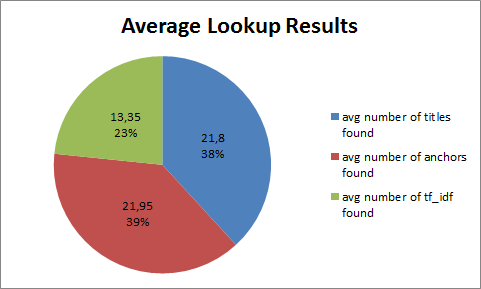 Average Lookup Results
13,35
23%
21,8
38%
21,95
39%
avg number of titles
found
avg number of anchors
found
avg number of tf_idf
found